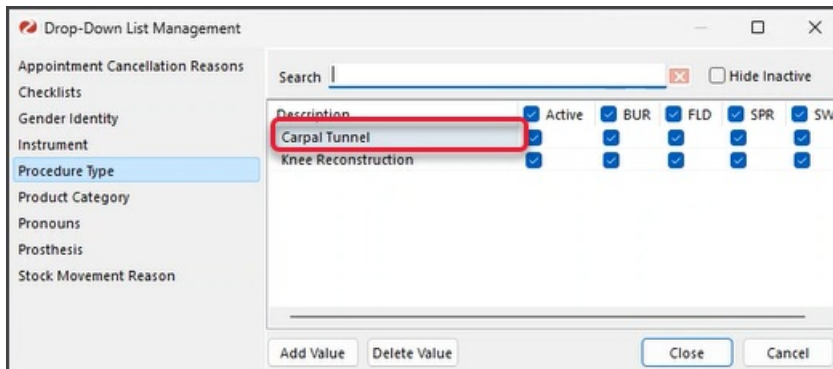 Drop-Down List Management
Appointment Cancellation Reasons
Checklists
Gender Identity
Instrument
Procedure Type
Product Category
Pronouns
Prosthesis
Stock Movement Reason
Search
Hide Inactive
Description Active BUR FLD SPR SW
Carpal Tunnel
Knee Reconstruction
Add Value Delete Value Close Cancel